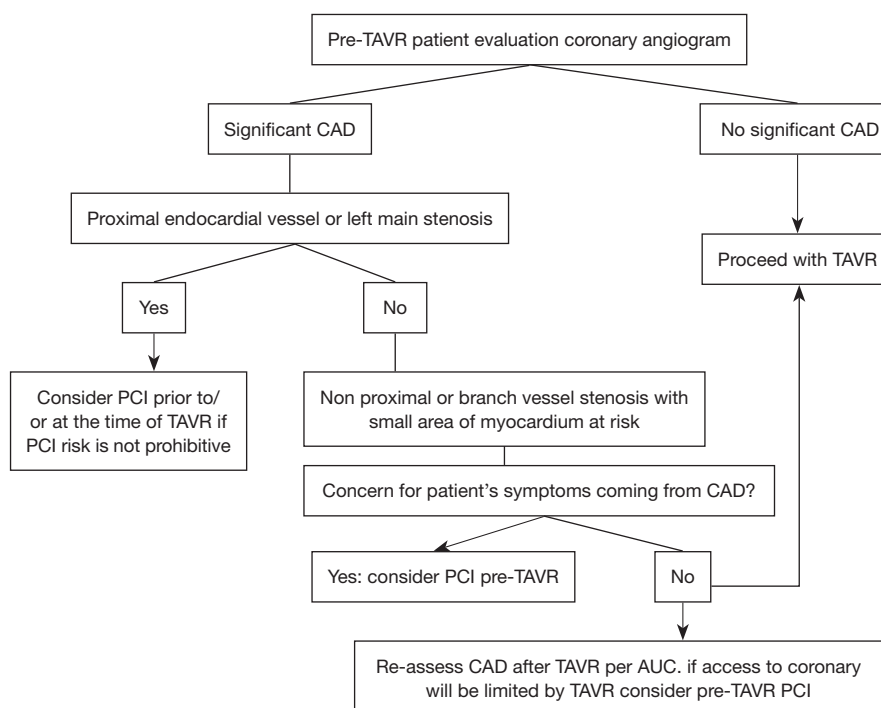 Pre-TAVR patient evaluation coronary angiogram
Significant CAD
No significant CAD
Proximal endocardial vessel or left main stenosis
Proceed with TAVR
Yes
No
Consider PCI prior to/
or at the time of TAVR if
PCI risk is not prohibitive
Non proximal or branch vessel stenosis with
small area of myocardium at risk
Concern for patient’s symptoms coming from CAD?
Yes: consider PCI pre-TAVR
No
Re-assess CAD after TAVR per AUC. if access to coronary
will be limited by TAVR consider pre-TAVR PCI